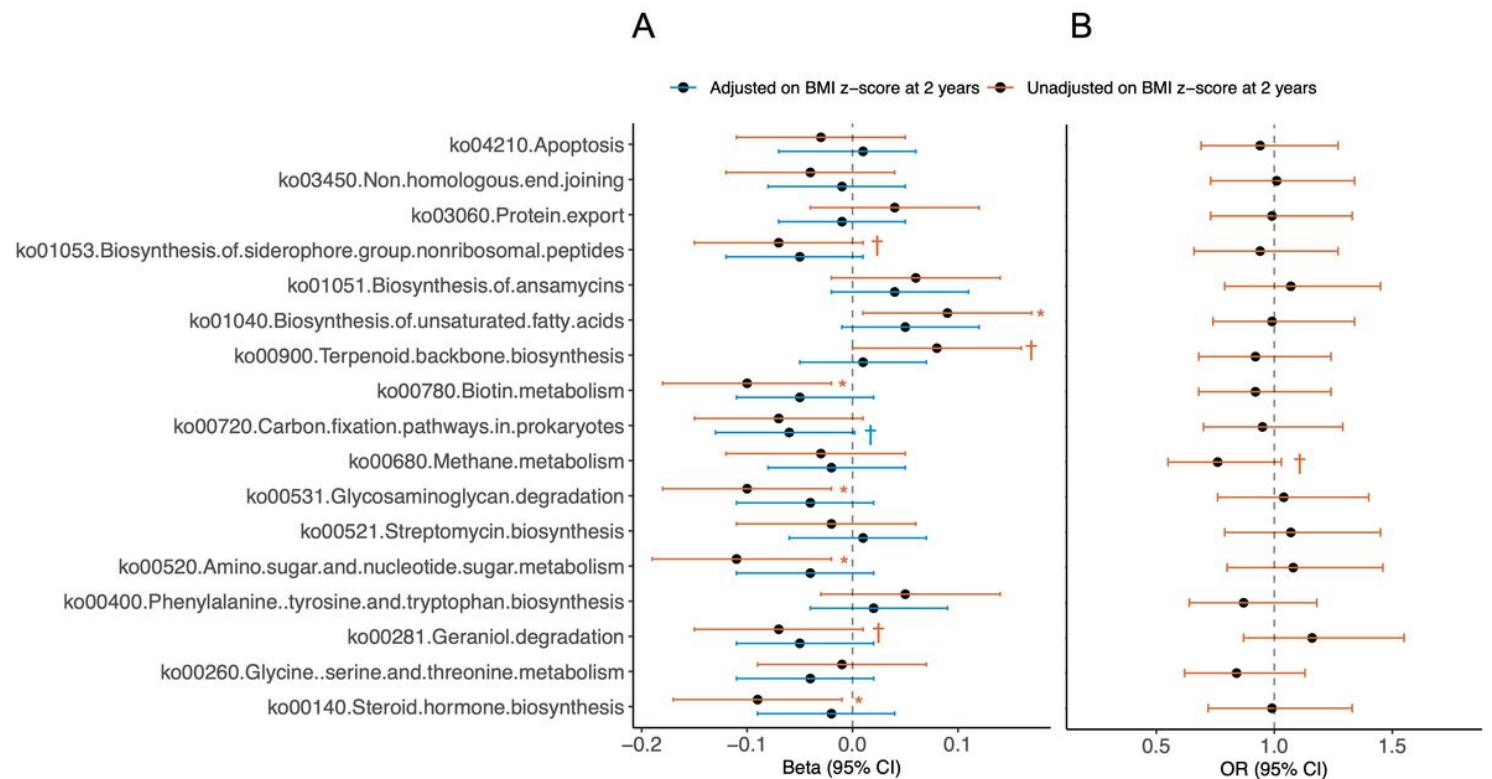 A
B
Adjusted on BMI z−score at 2 years
Unadjusted on BMI z−score at 2 years
ko04210.Apoptosis
ko03450.Non.homologous.end.joining
ko03060.Protein.export
ko01053.Biosynthesis.of.siderophore.group.nonribosomal.peptides
†
ko01051.Biosynthesis.of.ansamycins
ko01040.Biosynthesis.of.unsaturated.fatty.acids
*
ko00900.Terpenoid.backbone.biosynthesis
†
ko00780.Biotin.metabolism
*
ko00720.Carbon.fixation.pathways.in.prokaryotes
†
ko00680.Methane.metabolism
†
ko00531.Glycosaminoglycan.degradation
*
ko00521.Streptomycin.biosynthesis
ko00520.Amino.sugar.and.nucleotide.sugar.metabolism
*
ko00400.Phenylalanine..tyrosine.and.tryptophan.biosynthesis
ko00281.Geraniol.degradation
†
ko00260.Glycine..serine.and.threonine.metabolism
ko00140.Steroid.hormone.biosynthesis
*
−0.2 −0.1 0.0 0.1
Beta (95% CI)
0.5 1.0 1.5
OR (95% CI)